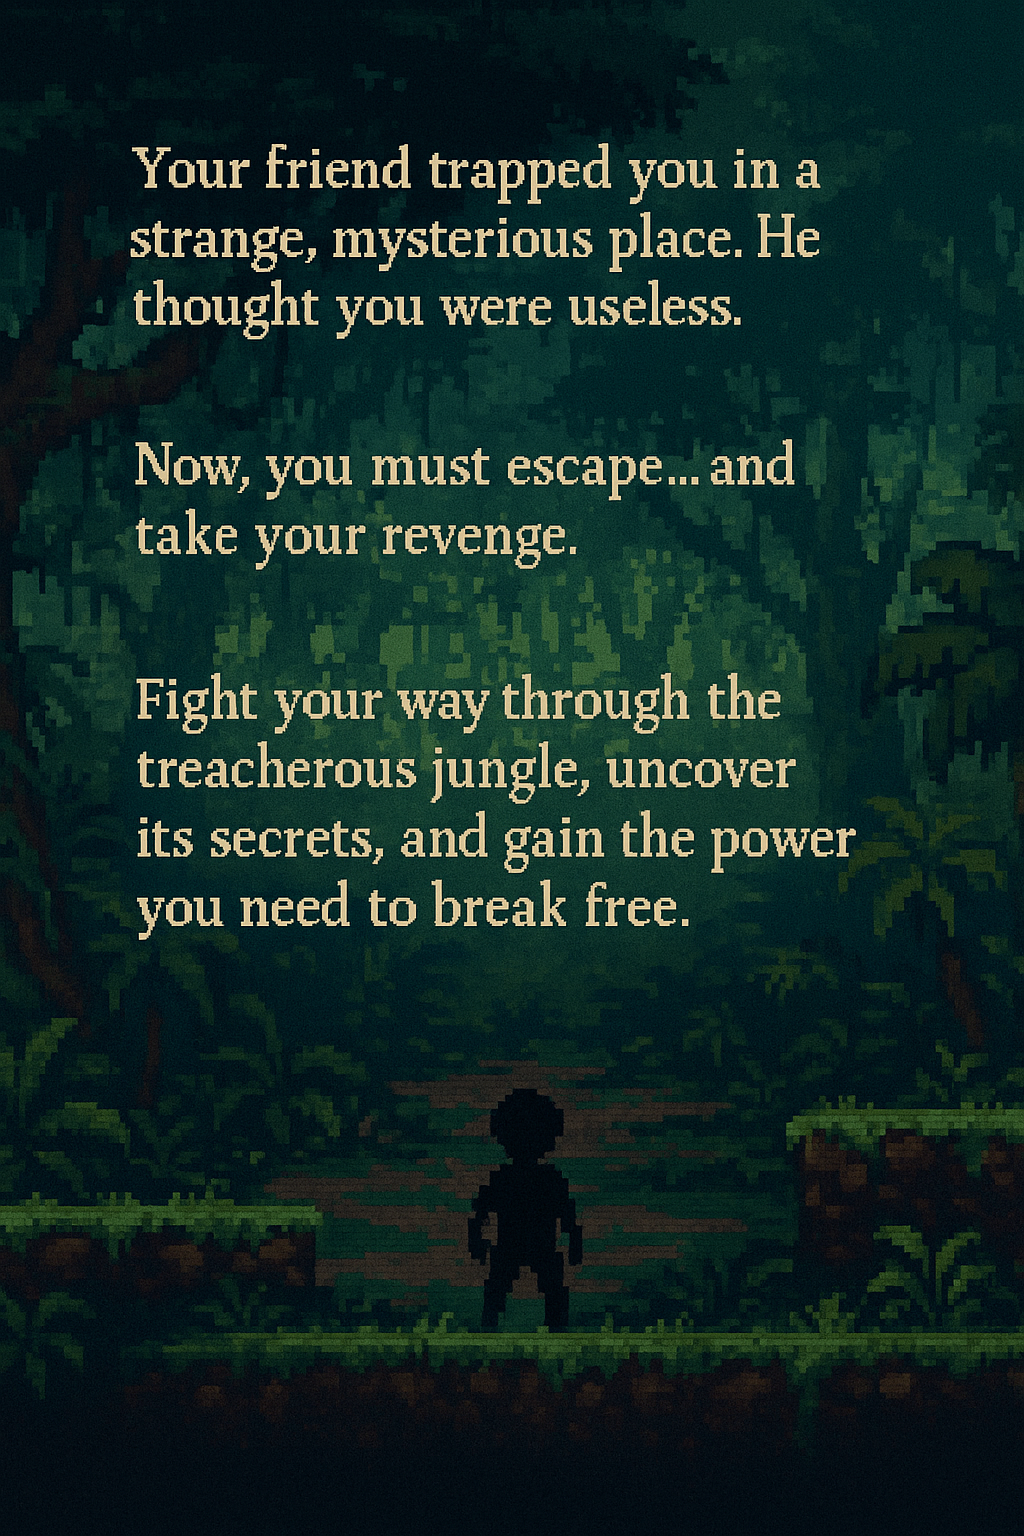 Your friend trapped you in a
strange, mysterious place. He
thought you were useless.
Now, you must escape... and
take your revenge.
Fight your way through the
treacherous jungle, uncover
its secrets, and gain the power
you need to break free.